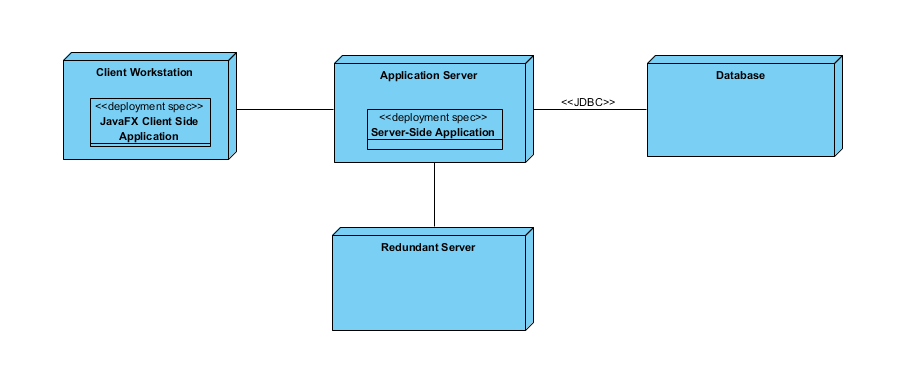 Client Workstation
<<deployment spec>>
JavaFX Client Side
Application
Application Server
<<deployment spec>>
Server-Side Application
<<JDBC>>
Database
Redundant Server